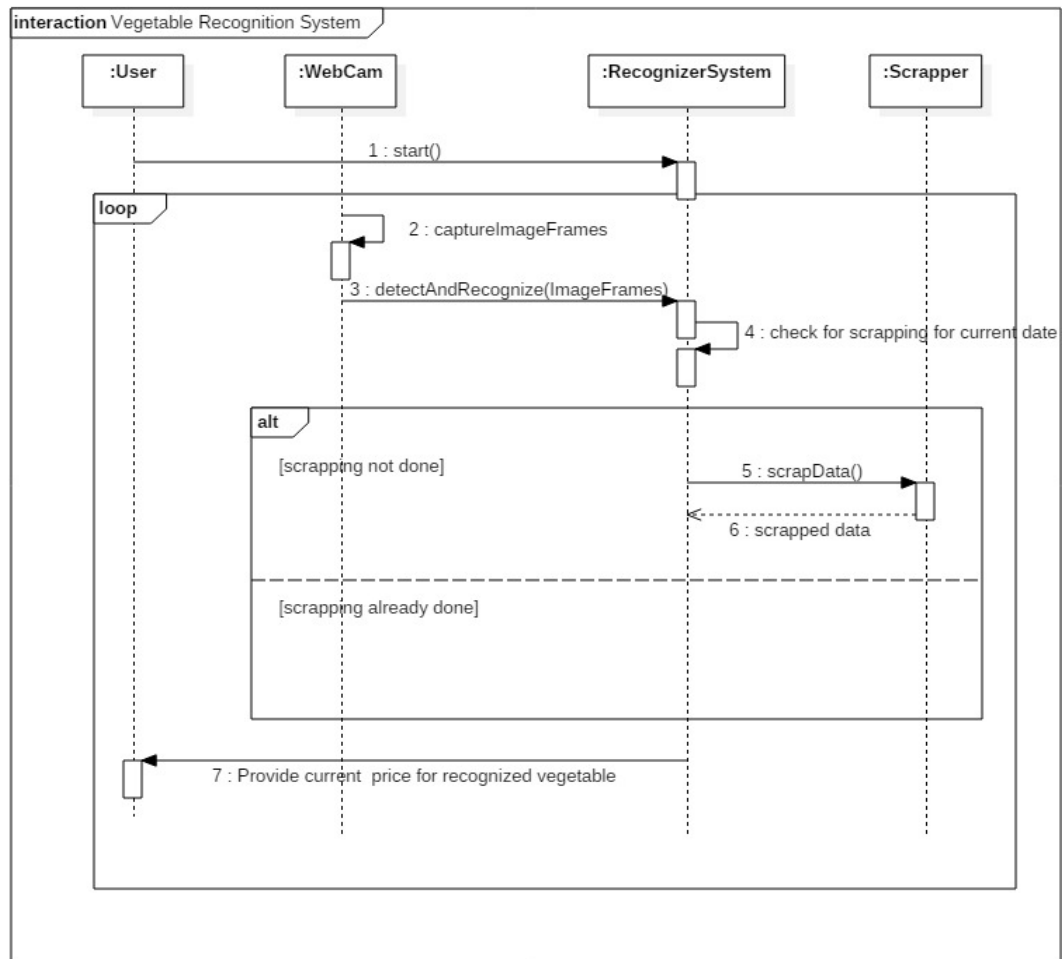 interaction Vegetable Recognition System
:User
:WebCam
:RecognizerSystem
:Scrapper
1 : start()
loop
2 : captureImageFrames
3 : detectAndRecognize(ImageFrames)
4 : check for scrapping for current date
alt
[scrapping not done]
5 : scrapData()
6 : scrapped data
[scrapping already done]
7 : Provide current  price for recognized vegetable